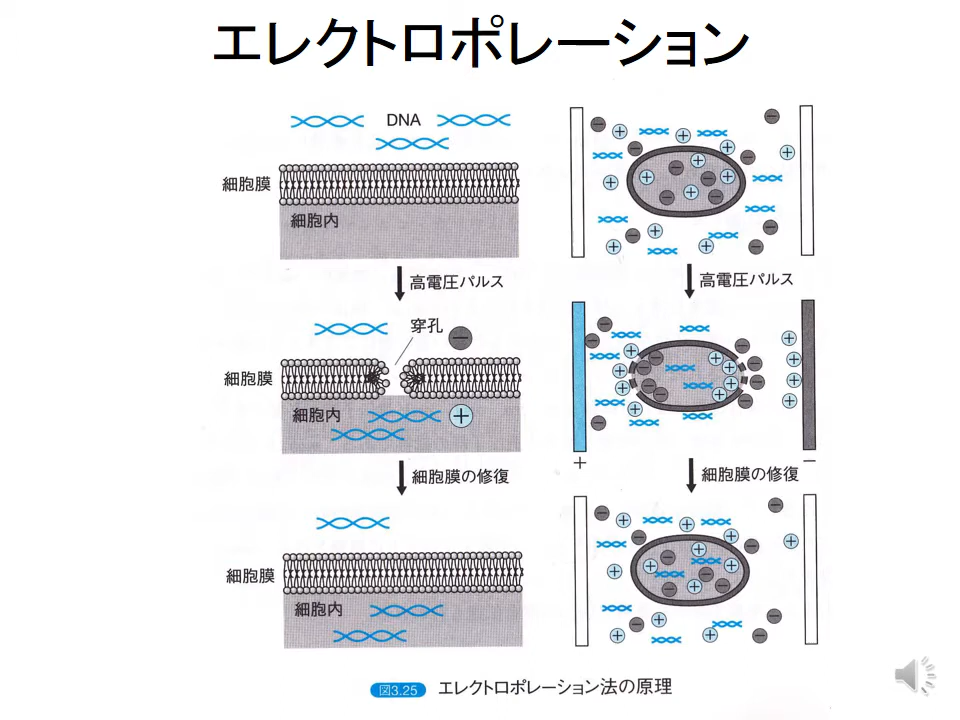 エレクトロポレーション
DNA
細胞膜
細胞内
高電圧パルス
高電圧パルス
穿孔
細胞膜
細胞内
+
−
細胞膜の修復
細胞膜の修復
細胞膜
細胞内
図3.25 エレクトロポレーション法の原理